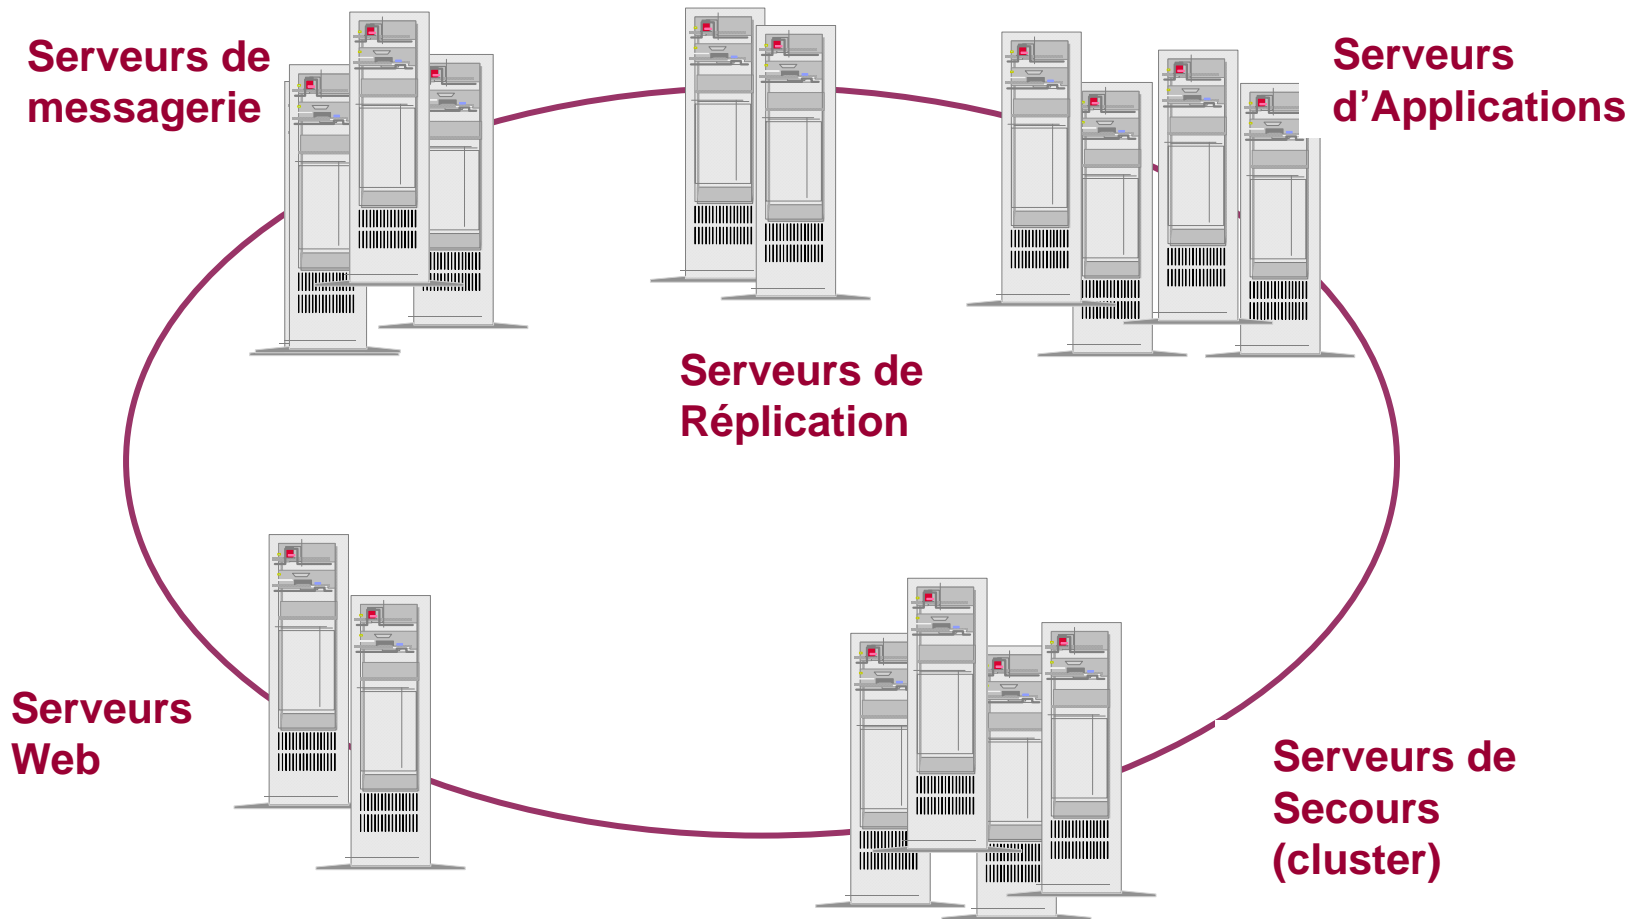 Serveurs de
messagerie
Serveurs
d’Applications
Serveurs de
Réplication
Serveurs
Web
Serveurs de
Secours
(cluster)